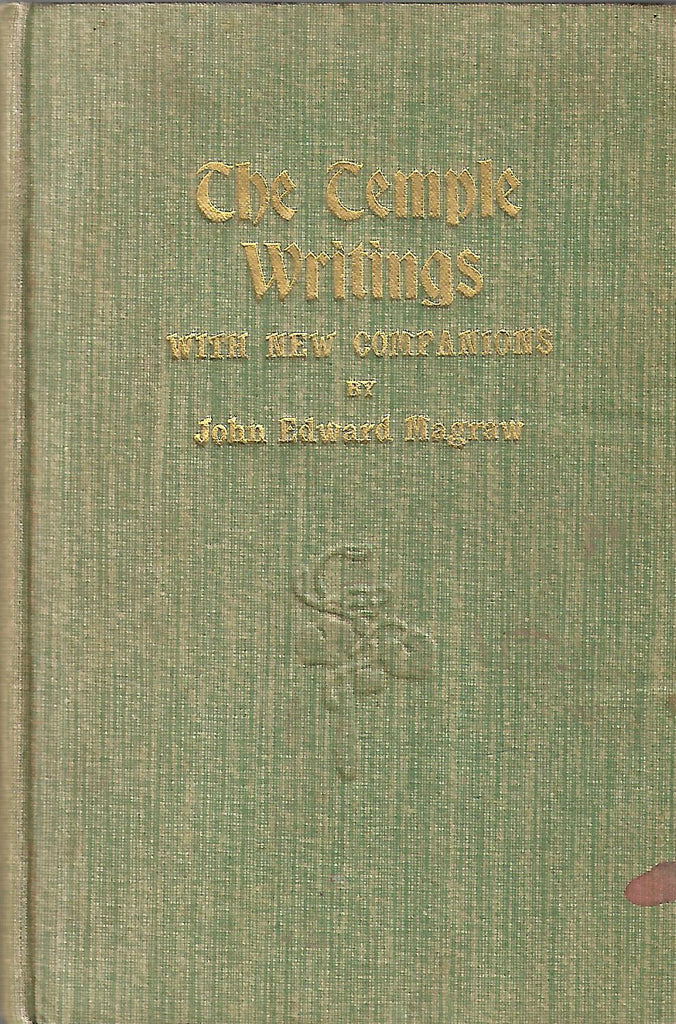 The Temple
Writings
WITH NEW COMPANIONS
BY
John Edward Magraw